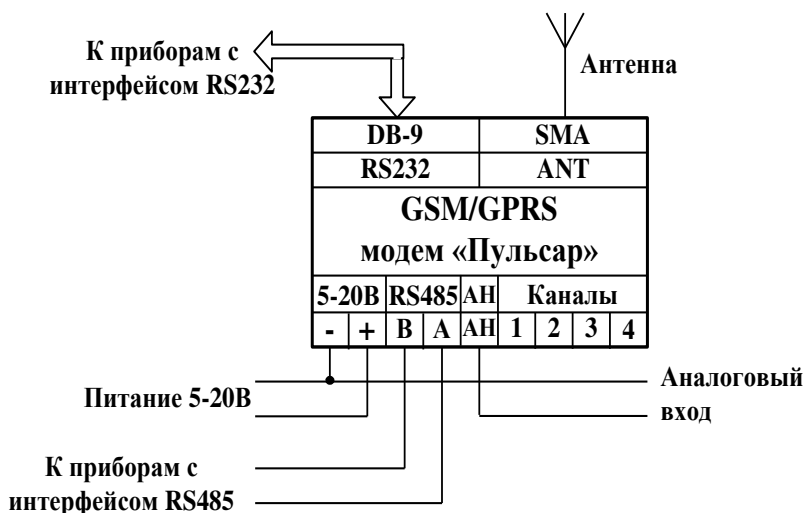 К приборам с
интерфейсом RS232
Антенна
DB-9 SMA
RS232 ANT
GSM/GPRS
модем «Пульсар»
5-20В RS485 АН Каналы
- + B A АН 1 2 3 4
Питание 5-20В
Аналоговый
вход
К приборам с
интерфейсом RS485